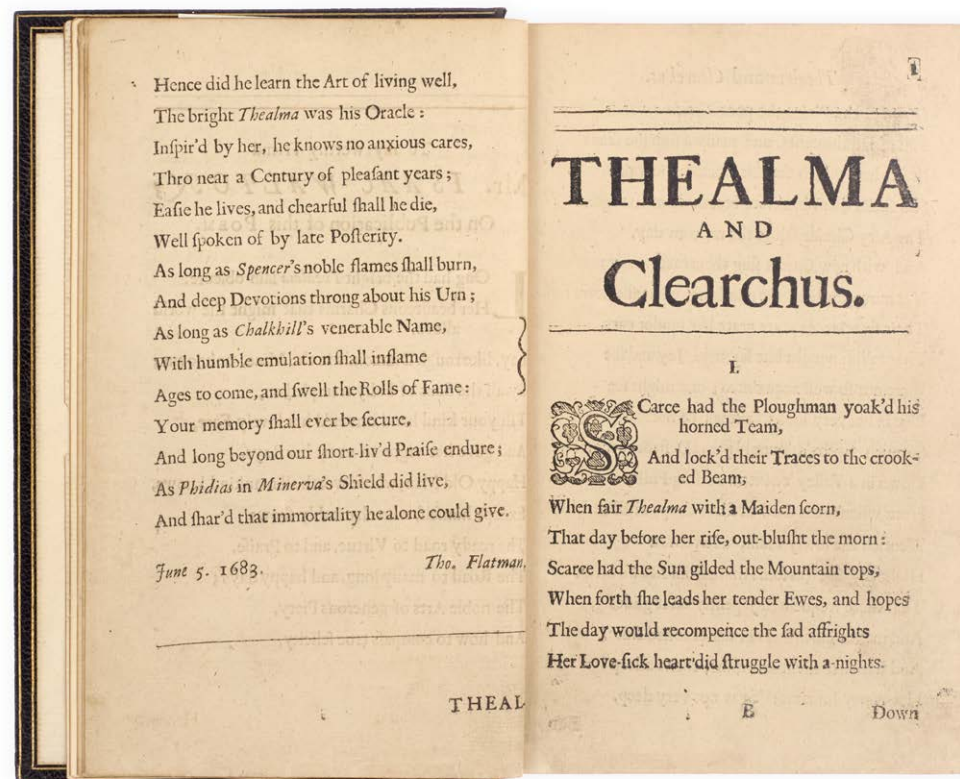 Hence did he learn the Art of living well,
The bright Thealma was his Oracle :
Inſpir'd by her, he knows no anxious cares,
Thro near a Century of pleaſant years ;
Eaſie he lives, and chearful ſhall he die,
Well ſpoken of by late Poſterity.
As long as Spencer's noble flames ſhall burn,
And deep Devotions throng about his Urn ;
As long as Chalkhill's venerable Name,
With humble emulation ſhall inflame
Ages to come, and ſwell the Rolls of Fame :
Your memory ſhall ever be ſecure,
And long beyond our ſhort-liv'd Praiſe endure ;
As Phidias in Minerva's Shield did live,
And ſhar'd that immortality he alone could give.
June 5. 1683. Tho. Flatman.
THEAL-
1
THEALMA
AND
Clearchus.
I.
SCarce had the Ploughman yoak'd his
horned Team,
And lock'd their Traces to the crook-
ed Beam,
When fair Thealma with a Maiden ſcorn,
That day before her riſe, out-bluſht the morn :
Scarce had the Sun gilded the Mountain tops,
When forth ſhe leads her tender Ewes, and hopes
The day would recompence the ſad affrights
Her Love-ſick heart did ſtruggle with a-nights.
B Down